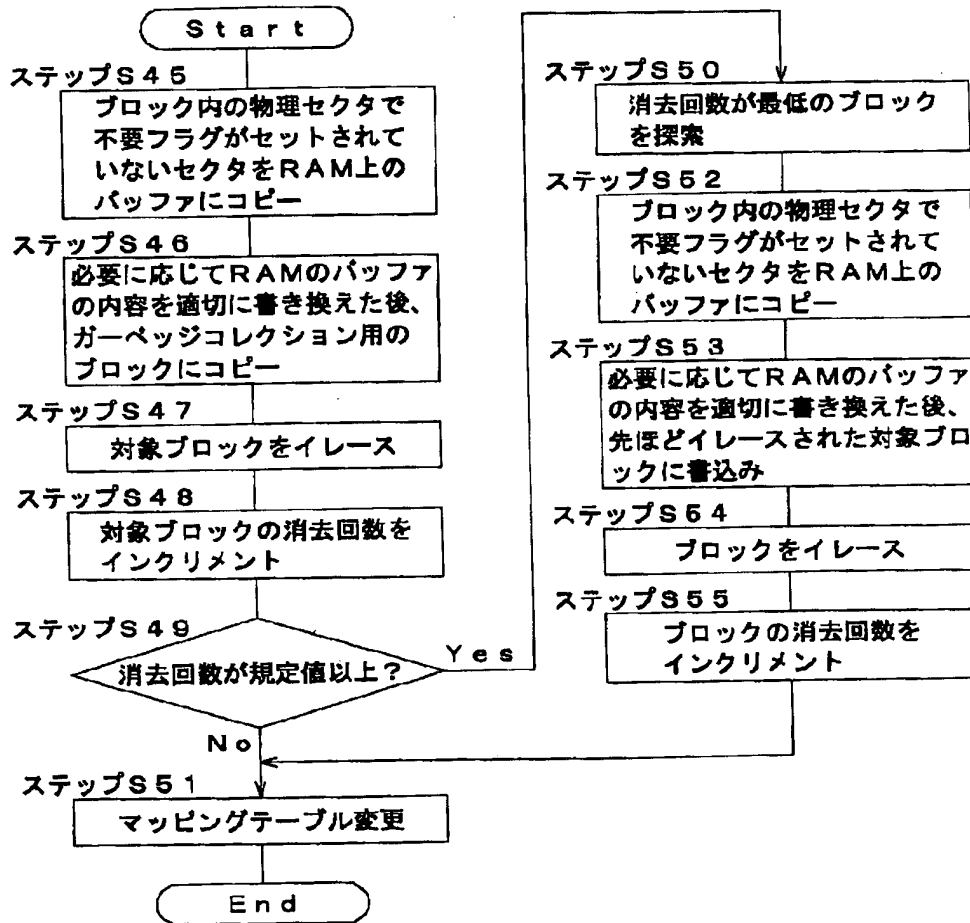 Start
ステップS45
ブロック内の物理セクタで
不要フラグがセットされて
いないセクタをRAM上の
バッファにコピー
ステップS46
必要に応じてRAMのバッファ
の内容を適切に書き換えた後、
ガーベッジコレクション用の
ブロックにコピー
ステップS47
対象ブロックをイレース
ステップS48
対象ブロックの消去回数を
インクリメント
ステップS49
消去回数が規定値以上?
Yes
No
ステップS51
マッピングテーブル変更
End
ステップS50
消去回数が最低のブロック
を探索
ステップS52
ブロック内の物理セクタで
不要フラグがセットされて
いないセクタをRAM上の
バッファにコピー
ステップS53
必要に応じてRAMのバッファ
の内容を適切に書き換えた後、
先ほどイレースされた対象ブロ
ックに書込み
ステップS54
ブロックをイレース
ステップS55
ブロックの消去回数を
インクリメント